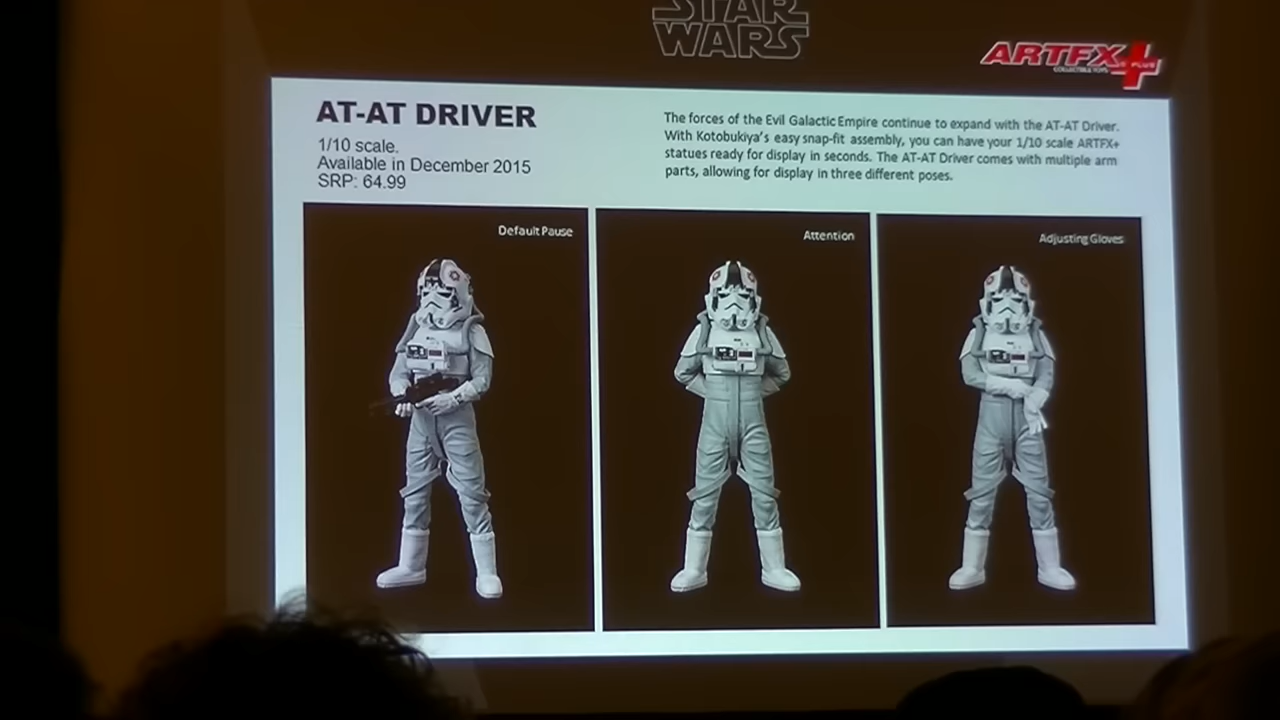 STAR
WARS
ARTFX+ PLUS
COLLECTIBLE TOYS
AT-AT DRIVER
1/10 scale.
Available in December 2015
SRP: 64.99
The forces of the Evil Galactic Empire continue to expand with the AT-AT Driver.
With Kotobukiya's easy snap-fit assembly, you can have your 1/10 scale ARTFX+
statues ready for display in seconds. The AT-AT Driver comes with multiple arm
parts, allowing for display in three different poses.
Default Pause
Attention
Adjusting Gloves